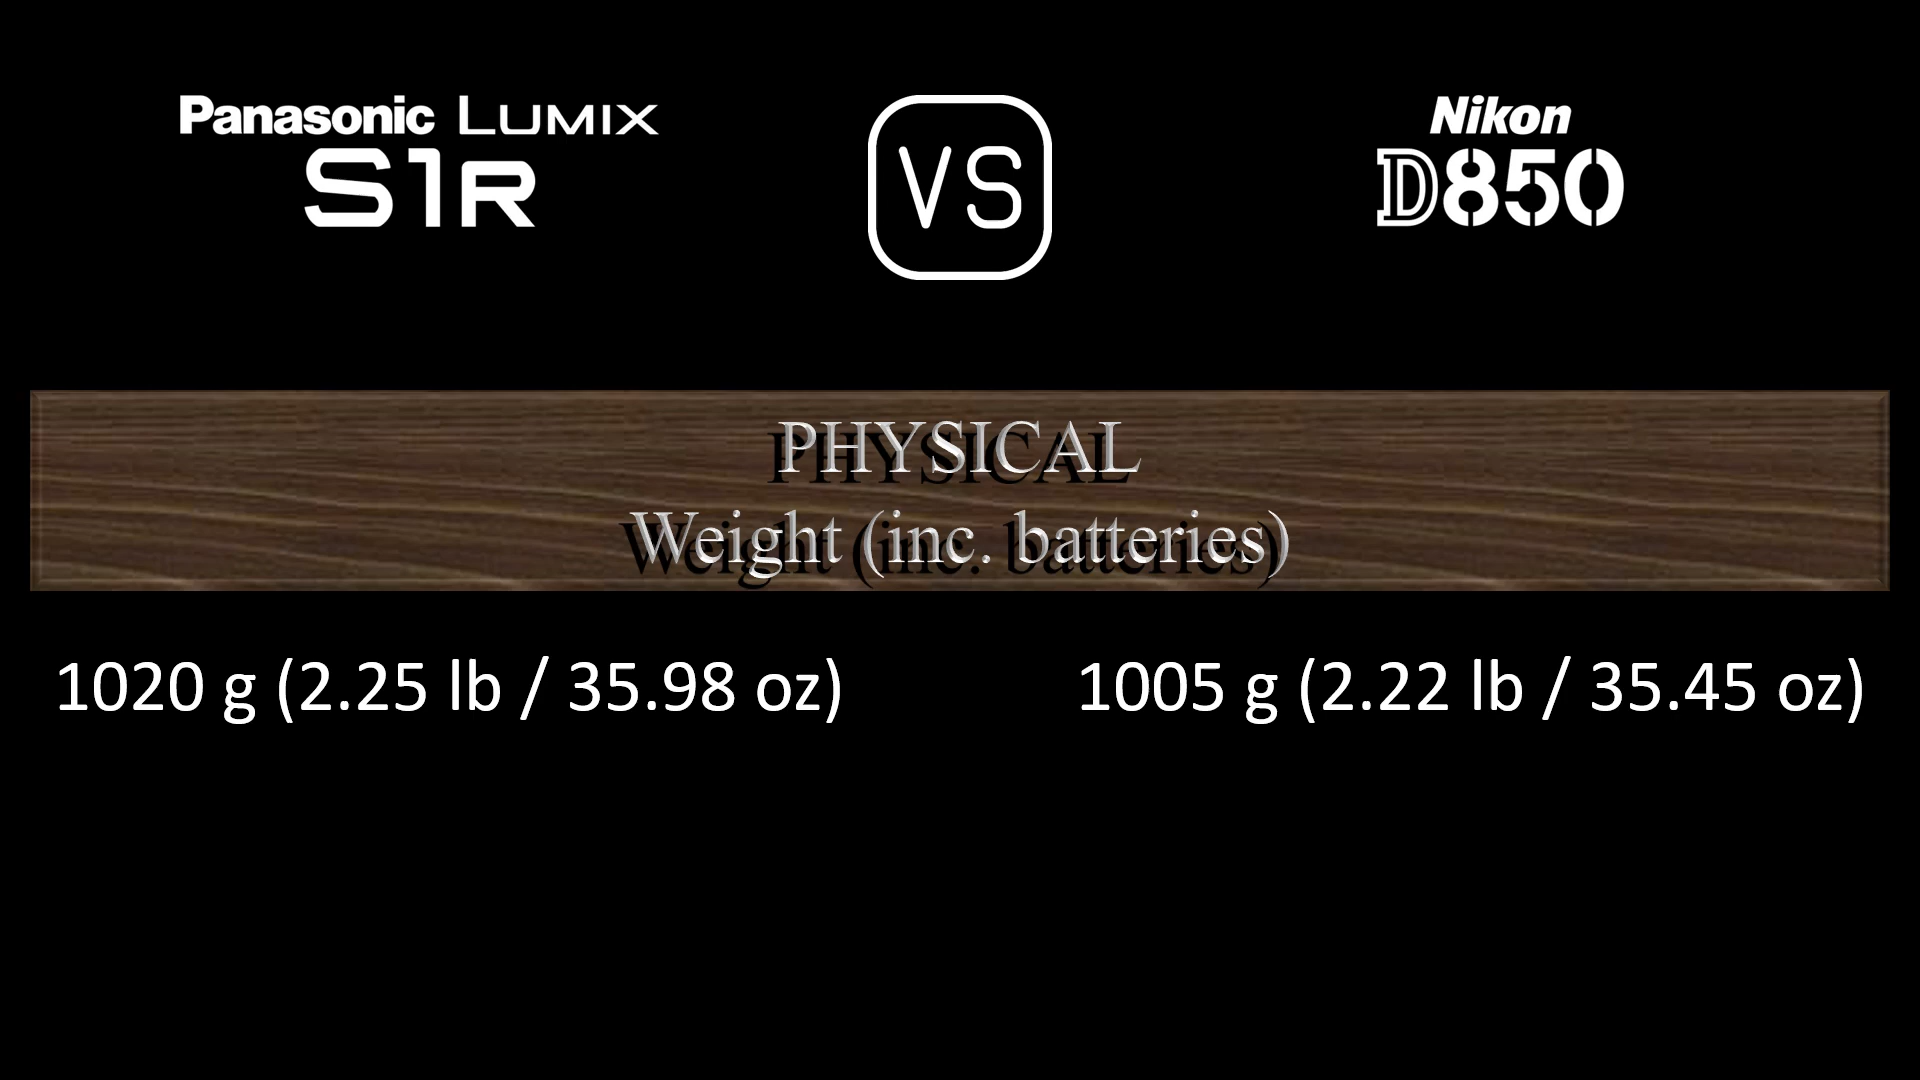 Panasonic LUMIX
S1R
VS
Nikon
D850
PHYSICAL
Weight (inc. batteries)
1020 g (2.25 lb / 35.98 oz)
1005 g (2.22 lb / 35.45 oz)